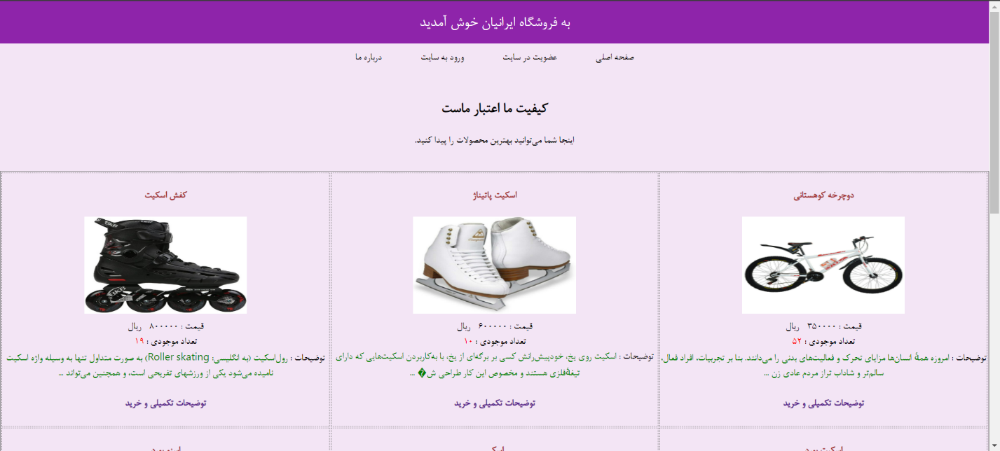 به فروشگاه ایرانیان خوش آمدید
صفحه اصلی
عضویت در سایت
ورود به سایت
درباره ما
کیفیت ما اعتبار ماست
اینجا شما می‌توانید بهترین محصولات را پیدا کنید.
دوچرخه کوهستانی
قیمت : ۳۵۰۰۰۰ ریال
تعداد موجودی : ۵۲
توضیحات : امروزه همهٔ انسان‌ها مزایای تحرک و فعالیت‌های بدنی را می‌دانند. بنا بر تجربیات، افراد فعال،
سالم‌تر و شاداب تراز مردم عادی زن ...
توضیحات تکمیلی و خرید
اسکیت پاتیناژ
قیمت : ۶۰۰۰۰۰ ریال
تعداد موجودی : ۱۰
توضیحات : اسکیت روی یخ، خودپیش‌رانش کسی بر برگه‌ای از یخ، با به‌کاربردن اسکیت‌هایی که دارای
تیغهٔ‌فلزی هستند و مخصوص این کار طراحی ش� ...
توضیحات تکمیلی و خرید
کفش اسکیت
قیمت : ۸۰۰۰۰۰ ریال
تعداد موجودی : ۱۹
توضیحات : رول‌اسکیت (به انگلیسی: Roller skating) به صورت متداول تنها به وسیله واژه اسکیت
نامیده می‌شود یکی از ورزشهای تفریحی است، و همچنین می‌تواند ...
توضیحات تکمیلی و خرید